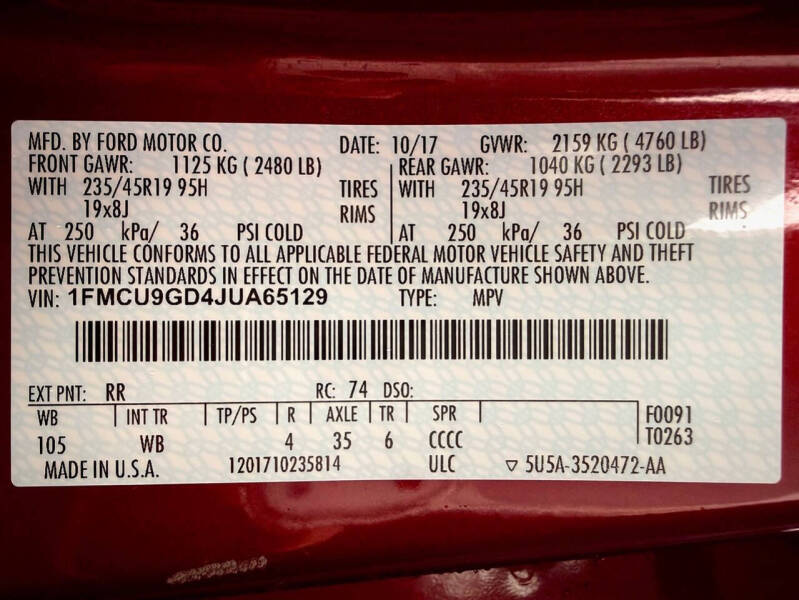 MFD. BY FORD MOTOR CO. DATE: 10/17 GVWR: 2159 KG ( 4760 LB)
FRONT GAWR: 1125 KG ( 2480 LB) REAR GAWR: 1040 KG ( 2293 LB)
WITH 235/45R19 95H TIRES WITH 235/45R19 95H TIRES
19x8J RIMS 19x8J RIMS
AT 250 kPa/ 36 PSI COLD AT 250 kPa/ 36 PSI COLD
THIS VEHICLE CONFORMS TO ALL APPLICABLE FEDERAL MOTOR VEHICLE SAFETY AND THEFT
PREVENTION STANDARDS IN EFFECT ON THE DATE OF MANUFACTURE SHOWN ABOVE.
VIN: 1FMCU9GD4JUA65129 TYPE: MPV
EXT PNT: RR RC: 74 DSO:
WB INT TR TP/PS R AXLE TR SPR F0091
105 WB 4 35 6 CCCC T0263
MADE IN U.S.A. 1201710235814 ULC ▽ 5U5A-3520472-AA